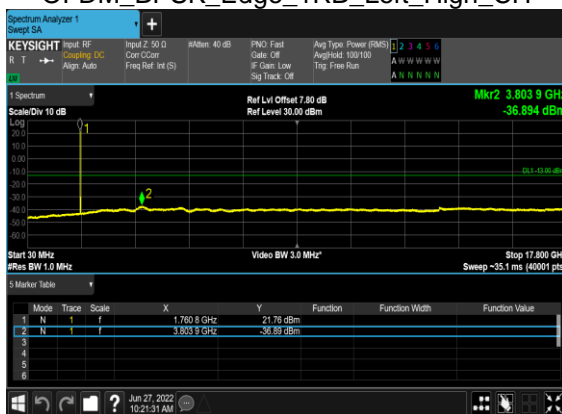 Spectrum Analyzer 1
Swept SA
+
KEYSIGHT Input: RF Input Z: 50 Ω #Atten: 40 dB PNO: Fast Avg Type: Power (RMS) 1 2 3 4 5 6
R T Coupling: DC Corr CCorr Gate: Off Avg|Hold: 100/100 A W W W W W
Align: Auto Freq Ref: Int (S) IF Gain: Low Trig: Free Run
Sig Track: Off A N N N N N
1 Spectrum Ref Lvl Offset 7.80 dB Mkr2 3.803 9 GHz
Scale/Div 10 dB Ref Level 30.00 dBm -36.894 dBm
Log
20.0
10.0
0.00
-10.0
DL1 -13.00 dBm
-20.0
-30.0
-40.0
-50.0
-60.0
1
2
Start 30 MHz Video BW 3.0 MHz* Stop 17.800 GH
#Res BW 1.0 MHz Sweep ~35.1 ms (40001 pts
5 Marker Table
Mode Trace Scale X Y Function Function Width Function Value
1 N 1 f 1.760 8 GHz 21.76 dBm
2 N 1 f 3.803 9 GHz -36.89 dBm
3
4
5
6
? Jun 27, 2022
10:21:31 AM